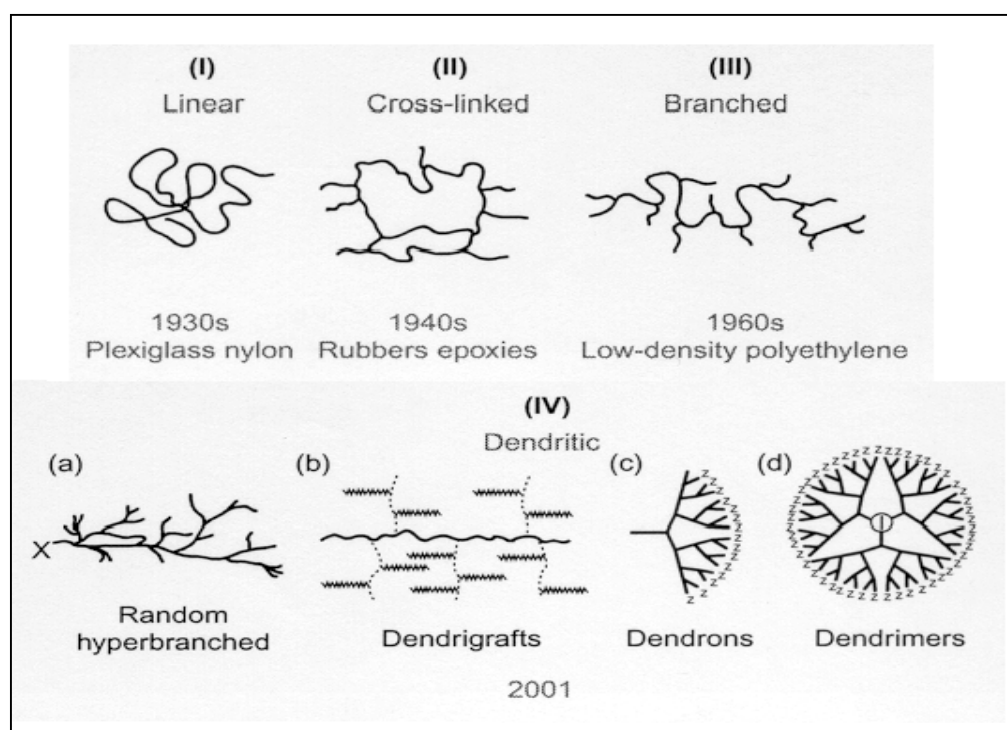 (I)
Linear
(II)
Cross-linked
(III)
Branched
1930s
Plexiglass nylon
1940s
Rubbers epoxies
1960s
Low-density polyethylene
(IV)
Dendritic
(a)
X
Random
hyperbranched
(b)
Dendrigrafts
(c)
Dendrons
(d)
I
Dendrimers
2001